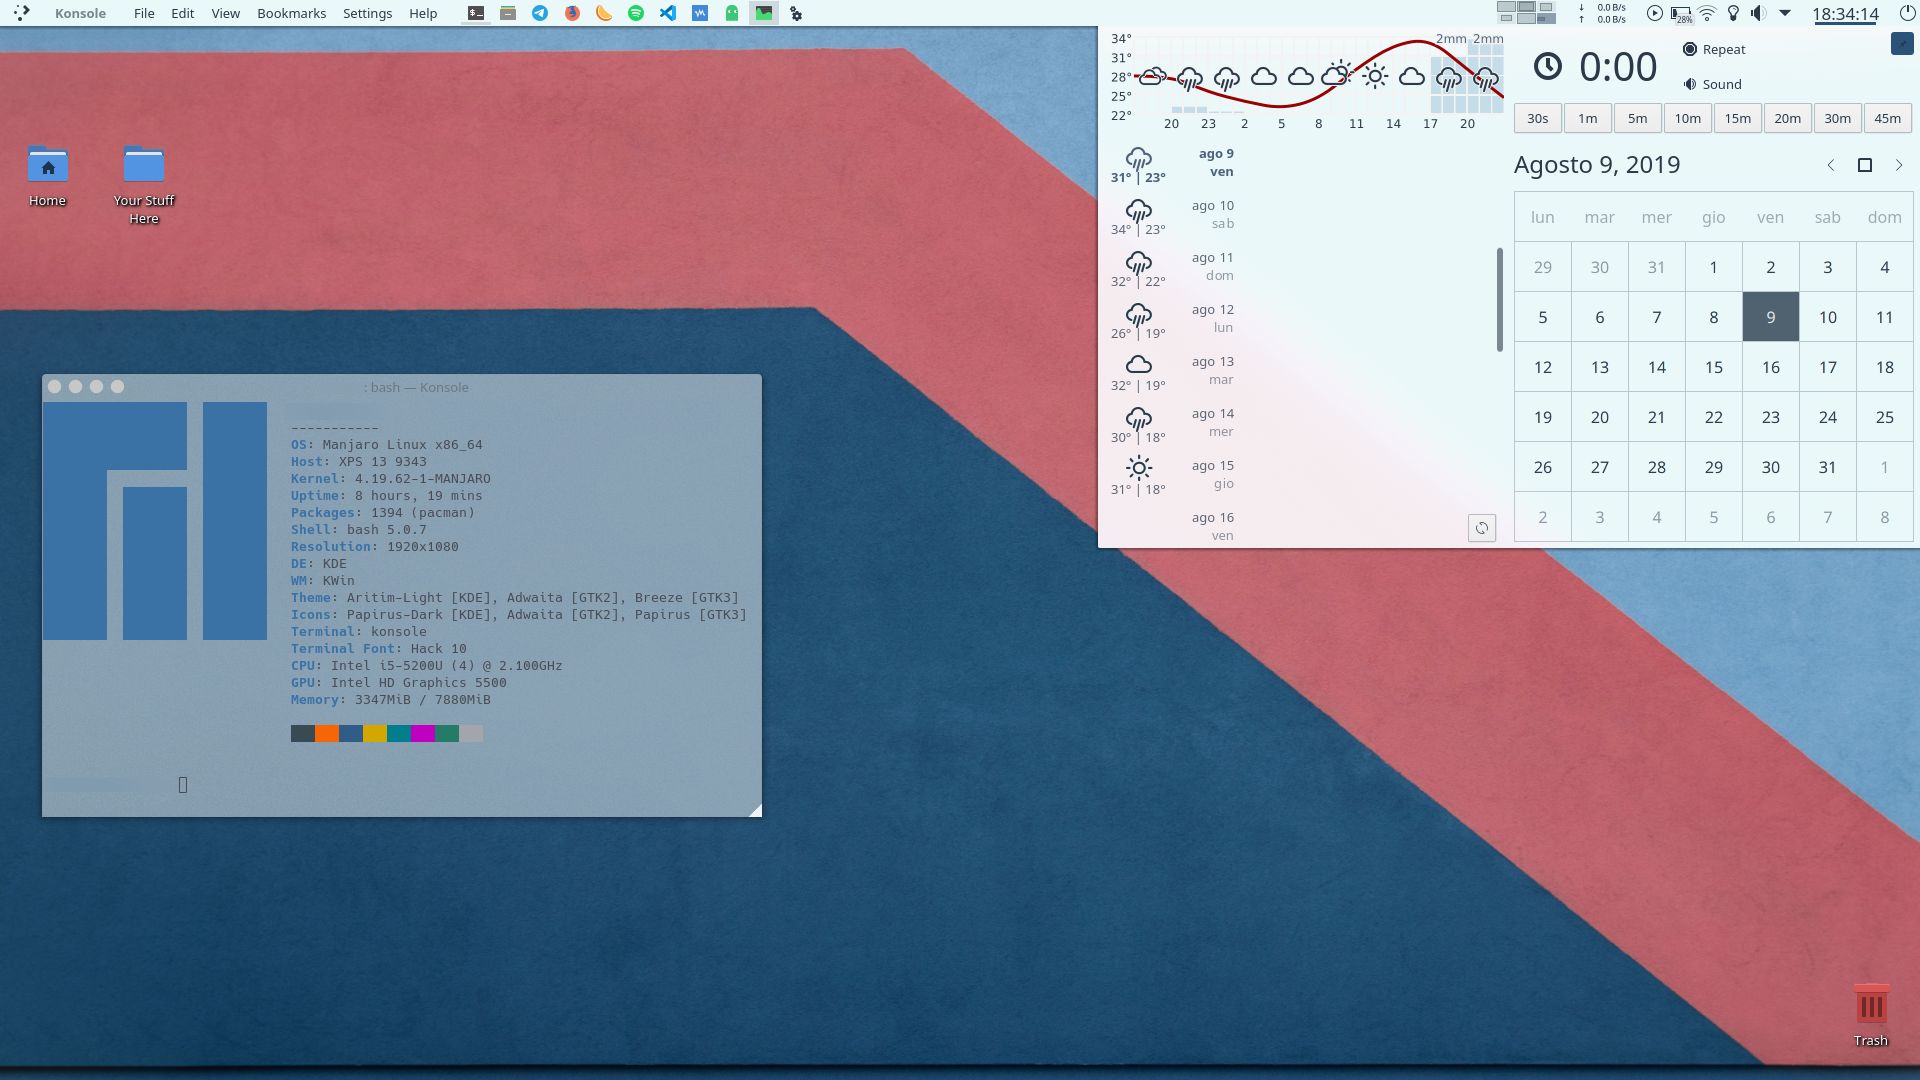 Konsole File Edit View Bookmarks Settings Help
0.0 B/s
0.0 B/s
28%
18:34:14
Home
Your Stuff
Here
: bash — Konsole
-----------
OS: Manjaro Linux x86_64
Host: XPS 13 9343
Kernel: 4.19.62-1-MANJARO
Uptime: 8 hours, 19 mins
Packages: 1394 (pacman)
Shell: bash 5.0.7
Resolution: 1920x1080
DE: KDE
WM: KWin
Theme: Aritim-Light [KDE], Adwaita [GTK2], Breeze [GTK3]
Icons: Papirus-Dark [KDE], Adwaita [GTK2], Papirus [GTK3]
Terminal: konsole
Terminal Font: Hack 10
CPU: Intel i5-5200U (4) @ 2.100GHz
GPU: Intel HD Graphics 5500
Memory: 3347MiB / 7880MiB
2mm 2mm
34°
31°
28°
25°
22°
20 23 2 5 8 11 14 17 20
ago 9
31° | 23° ven
ago 10
34° | 23° sab
ago 11
32° | 22° dom
ago 12
26° | 19° lun
ago 13
32° | 19° mar
ago 14
30° | 18° mer
ago 15
31° | 18° gio
ago 16
ven
0:00
Repeat
Sound
30s 1m 5m 10m 15m 20m 30m 45m
Agosto 9, 2019
lun mar mer gio ven sab dom
29 30 31 1 2 3 4
5 6 7 8 9 10 11
12 13 14 15 16 17 18
19 20 21 22 23 24 25
26 27 28 29 30 31 1
2 3 4 5 6 7 8
Trash